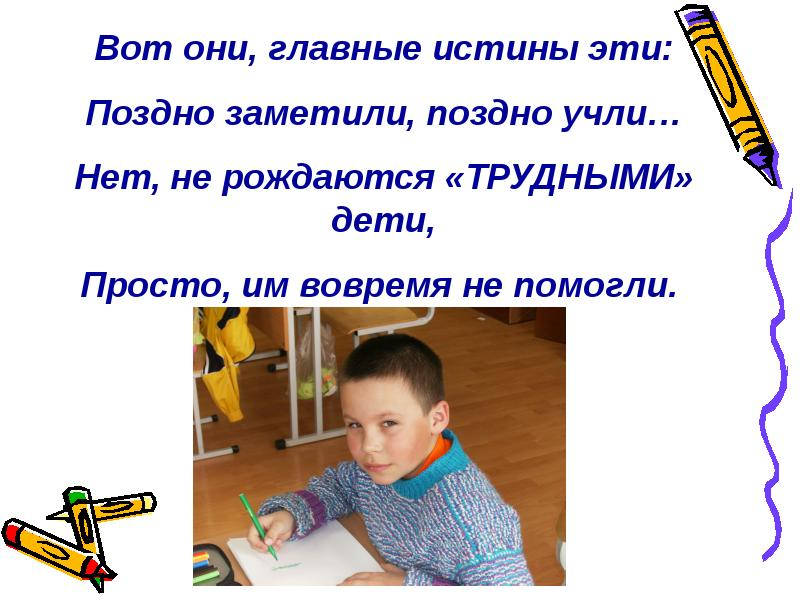 Вот они, главные истины эти:
Поздно заметили, поздно учли…
Нет, не рождаются «ТРУДНЫМИ»
дети,
Просто, им вовремя не помогли.